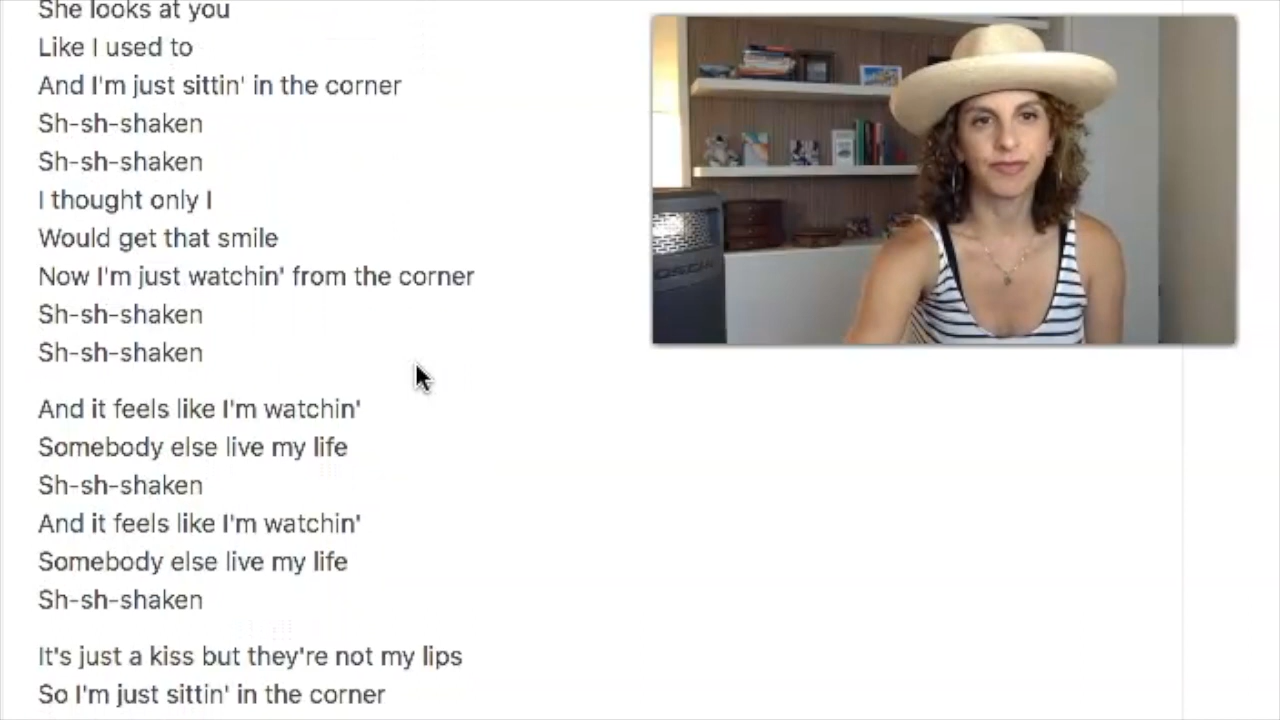 She looks at you
Like I used to
And I'm just sittin' in the corner
Sh-sh-shaken
Sh-sh-shaken
I thought only I
Would get that smile
Now I'm just watchin' from the corner
Sh-sh-shaken
Sh-sh-shaken
And it feels like I'm watchin'
Somebody else live my life
Sh-sh-shaken
And it feels like I'm watchin'
Somebody else live my life
Sh-sh-shaken
It's just a kiss but they're not my lips
So I'm just sittin' in the corner